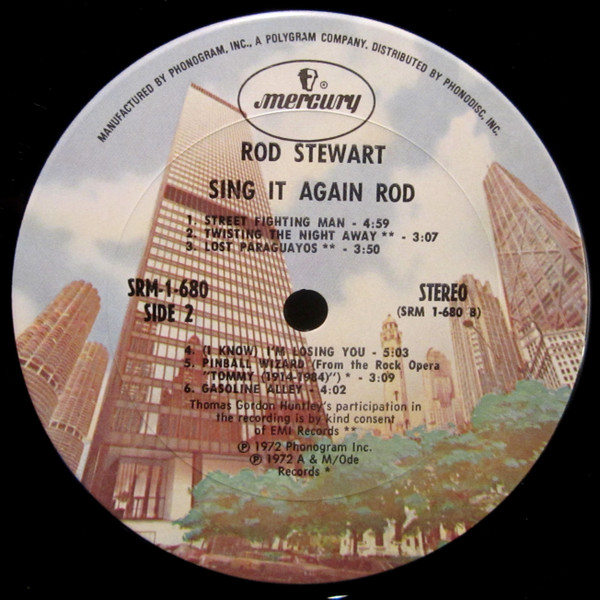 MANUFACTURED BY PHONOGRAM, INC., A POLYGRAM COMPANY. DISTRIBUTED BY PHONODISC, INC.
® mercury
ROD STEWART
SING IT AGAIN ROD
1. STREET FIGHTING MAN - 4:59
2. TWISTING THE NIGHT AWAY ** - 3:07
3. LOST PARAGUAYOS ** - 3:50
SRM-1-680
SIDE 2
STEREO
(SRM 1-680 B)
4. (I KNOW) I'M LOSING YOU - 5:03
5. PINBALL WIZARD (From the Rock Opera
"TOMMY (1914-1984)") * - 3:09
6. GASOLINE ALLEY - 4:02
Thomas Gordon Huntley's participation in
the recording is by kind consent
of EMI Records **
℗ 1972 Phonogram Inc.
℗ 1972 A & M/Ode
Records *